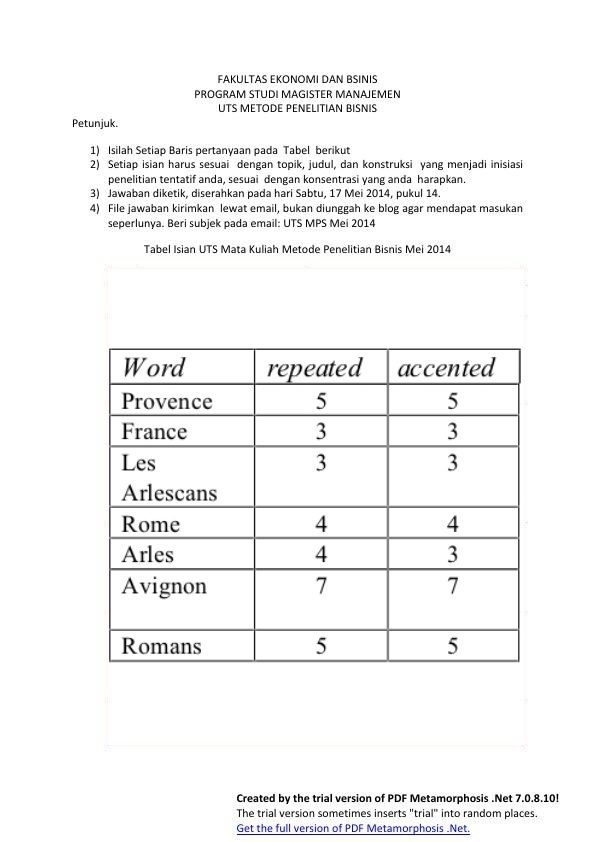 FAKULTAS EKONOMI DAN BSINIS
PROGRAM STUDI MAGISTER MANAJEMEN
UTS METODE PENELITIAN BISNIS
Petunjuk.
1) Isilah Setiap Baris pertanyaan pada Tabel berikut
2) Setiap isian harus sesuai dengan topik, judul, dan konstruksi yang menjadi inisiasi
penelitian tentatif anda, sesuai dengan konsentrasi yang anda harapkan.
3) Jawaban diketik, diserahkan pada hari Sabtu, 17 Mei 2014, pukul 14.
4) File jawaban kirimkan lewat email, bukan diunggah ke blog agar mendapat masukan
seperlunya. Beri subjek pada email: UTS MPS Mei 2014
Tabel Isian UTS Mata Kuliah Metode Penelitian Bisnis Mei 2014
Word repeated accented
Provence 5 5
France 3 3
Les 3 3
Arlescans
Rome 4 4
Arles 4 3
Avignon 7 7
Romans 5 5
Created by the trial version of PDF Metamorphosis .Net 7.0.8.10!
The trial version sometimes inserts "trial" into random places.
Get the full version of PDF Metamorphosis .Net.